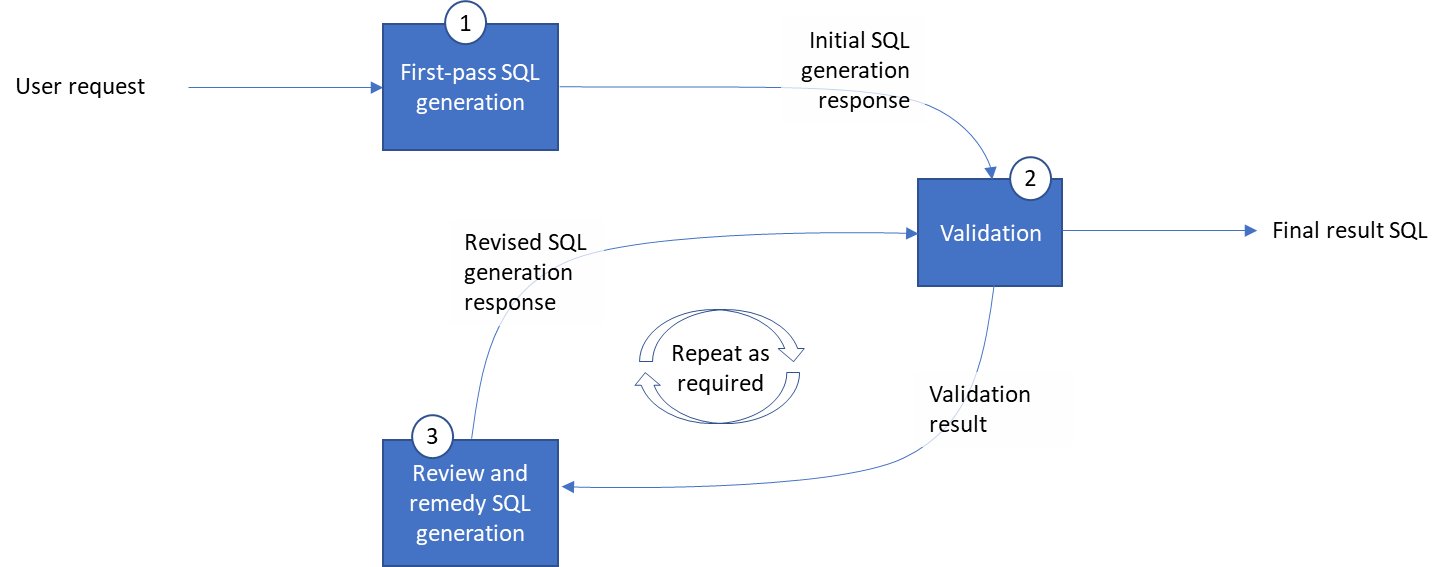 1
User request
First-pass SQL
generation
Initial SQL
generation
response
2
Validation
Final result SQL
Revised SQL
generation
response
Repeat as
required
Validation
result
3
Review and
remedy SQL
generation